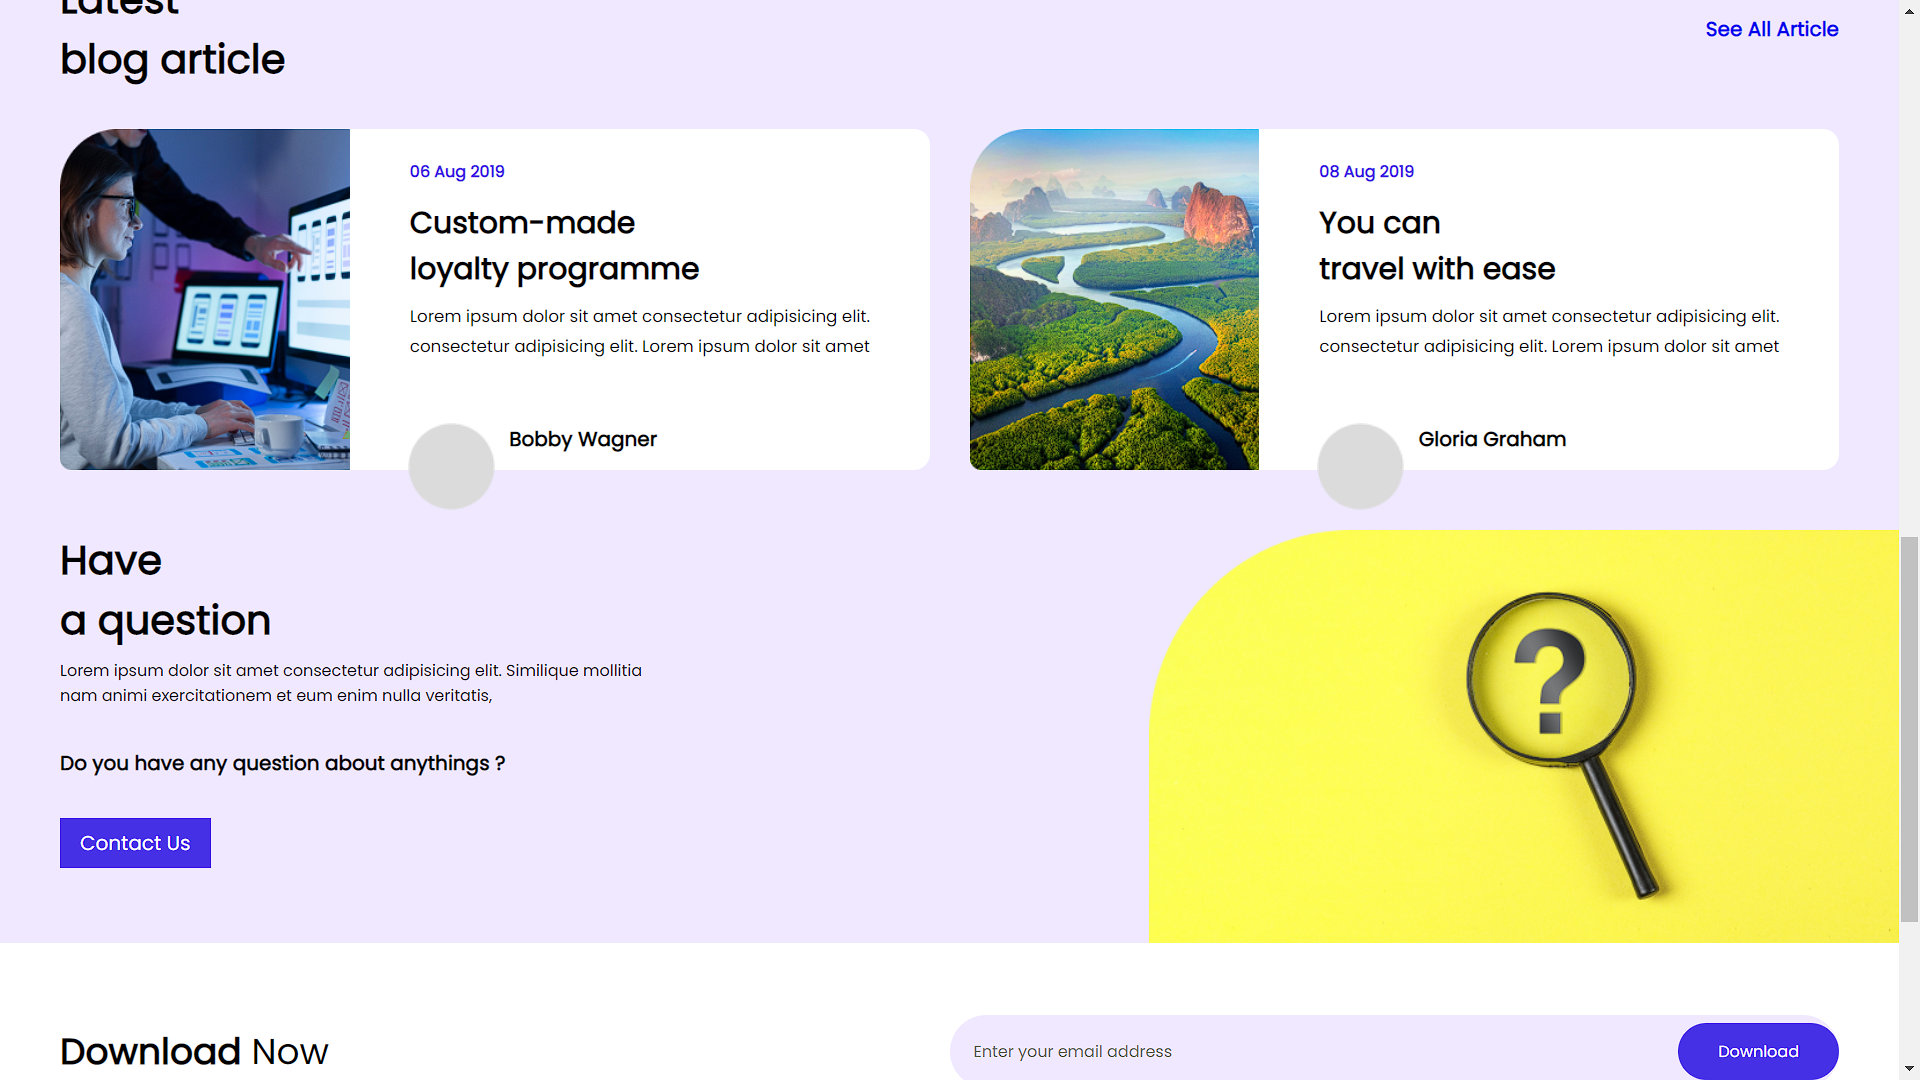 Latest
blog article
See All Article
06 Aug 2019
Custom-made
loyalty programme
Lorem ipsum dolor sit amet consectetur adipisicing elit.
consectetur adipisicing elit. Lorem ipsum dolor sit amet
Bobby Wagner
08 Aug 2019
You can
travel with ease
Lorem ipsum dolor sit amet consectetur adipisicing elit.
consectetur adipisicing elit. Lorem ipsum dolor sit amet
Gloria Graham
Have
a question
Lorem ipsum dolor sit amet consectetur adipisicing elit. Similique mollitia
nam animi exercitationem et eum enim nulla veritatis,
Do you have any question about anythings ?
Contact Us
?
Download Now
Enter your email address
Download